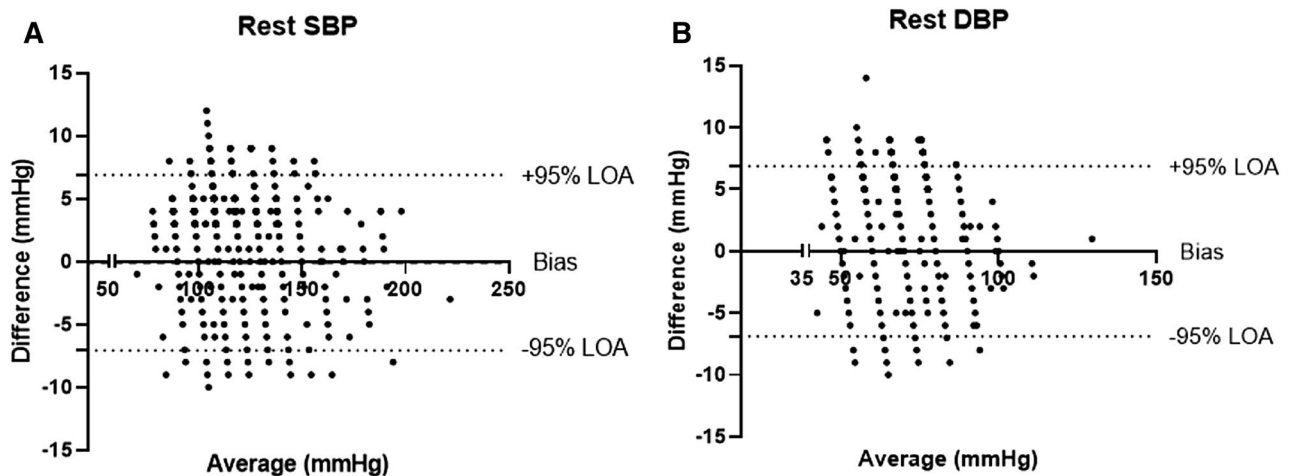 A
Rest SBP
Difference (mmHg)
15
10
5
0
-5
-10
-15
50
100
150
200
250
+95% LOA
Bias
-95% LOA
Average (mmHg)
B
Rest DBP
Difference (mmHg)
15
10
5
0
-5
-10
-15
35
50
100
150
+95% LOA
Bias
-95% LOA
Average (mmHg)